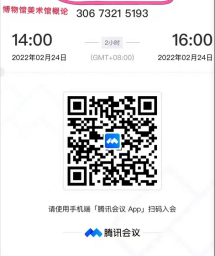 博物馆美术馆概论 306 7321 5193
14:00 2小时 16:00
2022年02月24日 (GMT+08:00) 2022年02月24日
请使用手机端「腾讯会议 App」扫码入会
腾讯会议